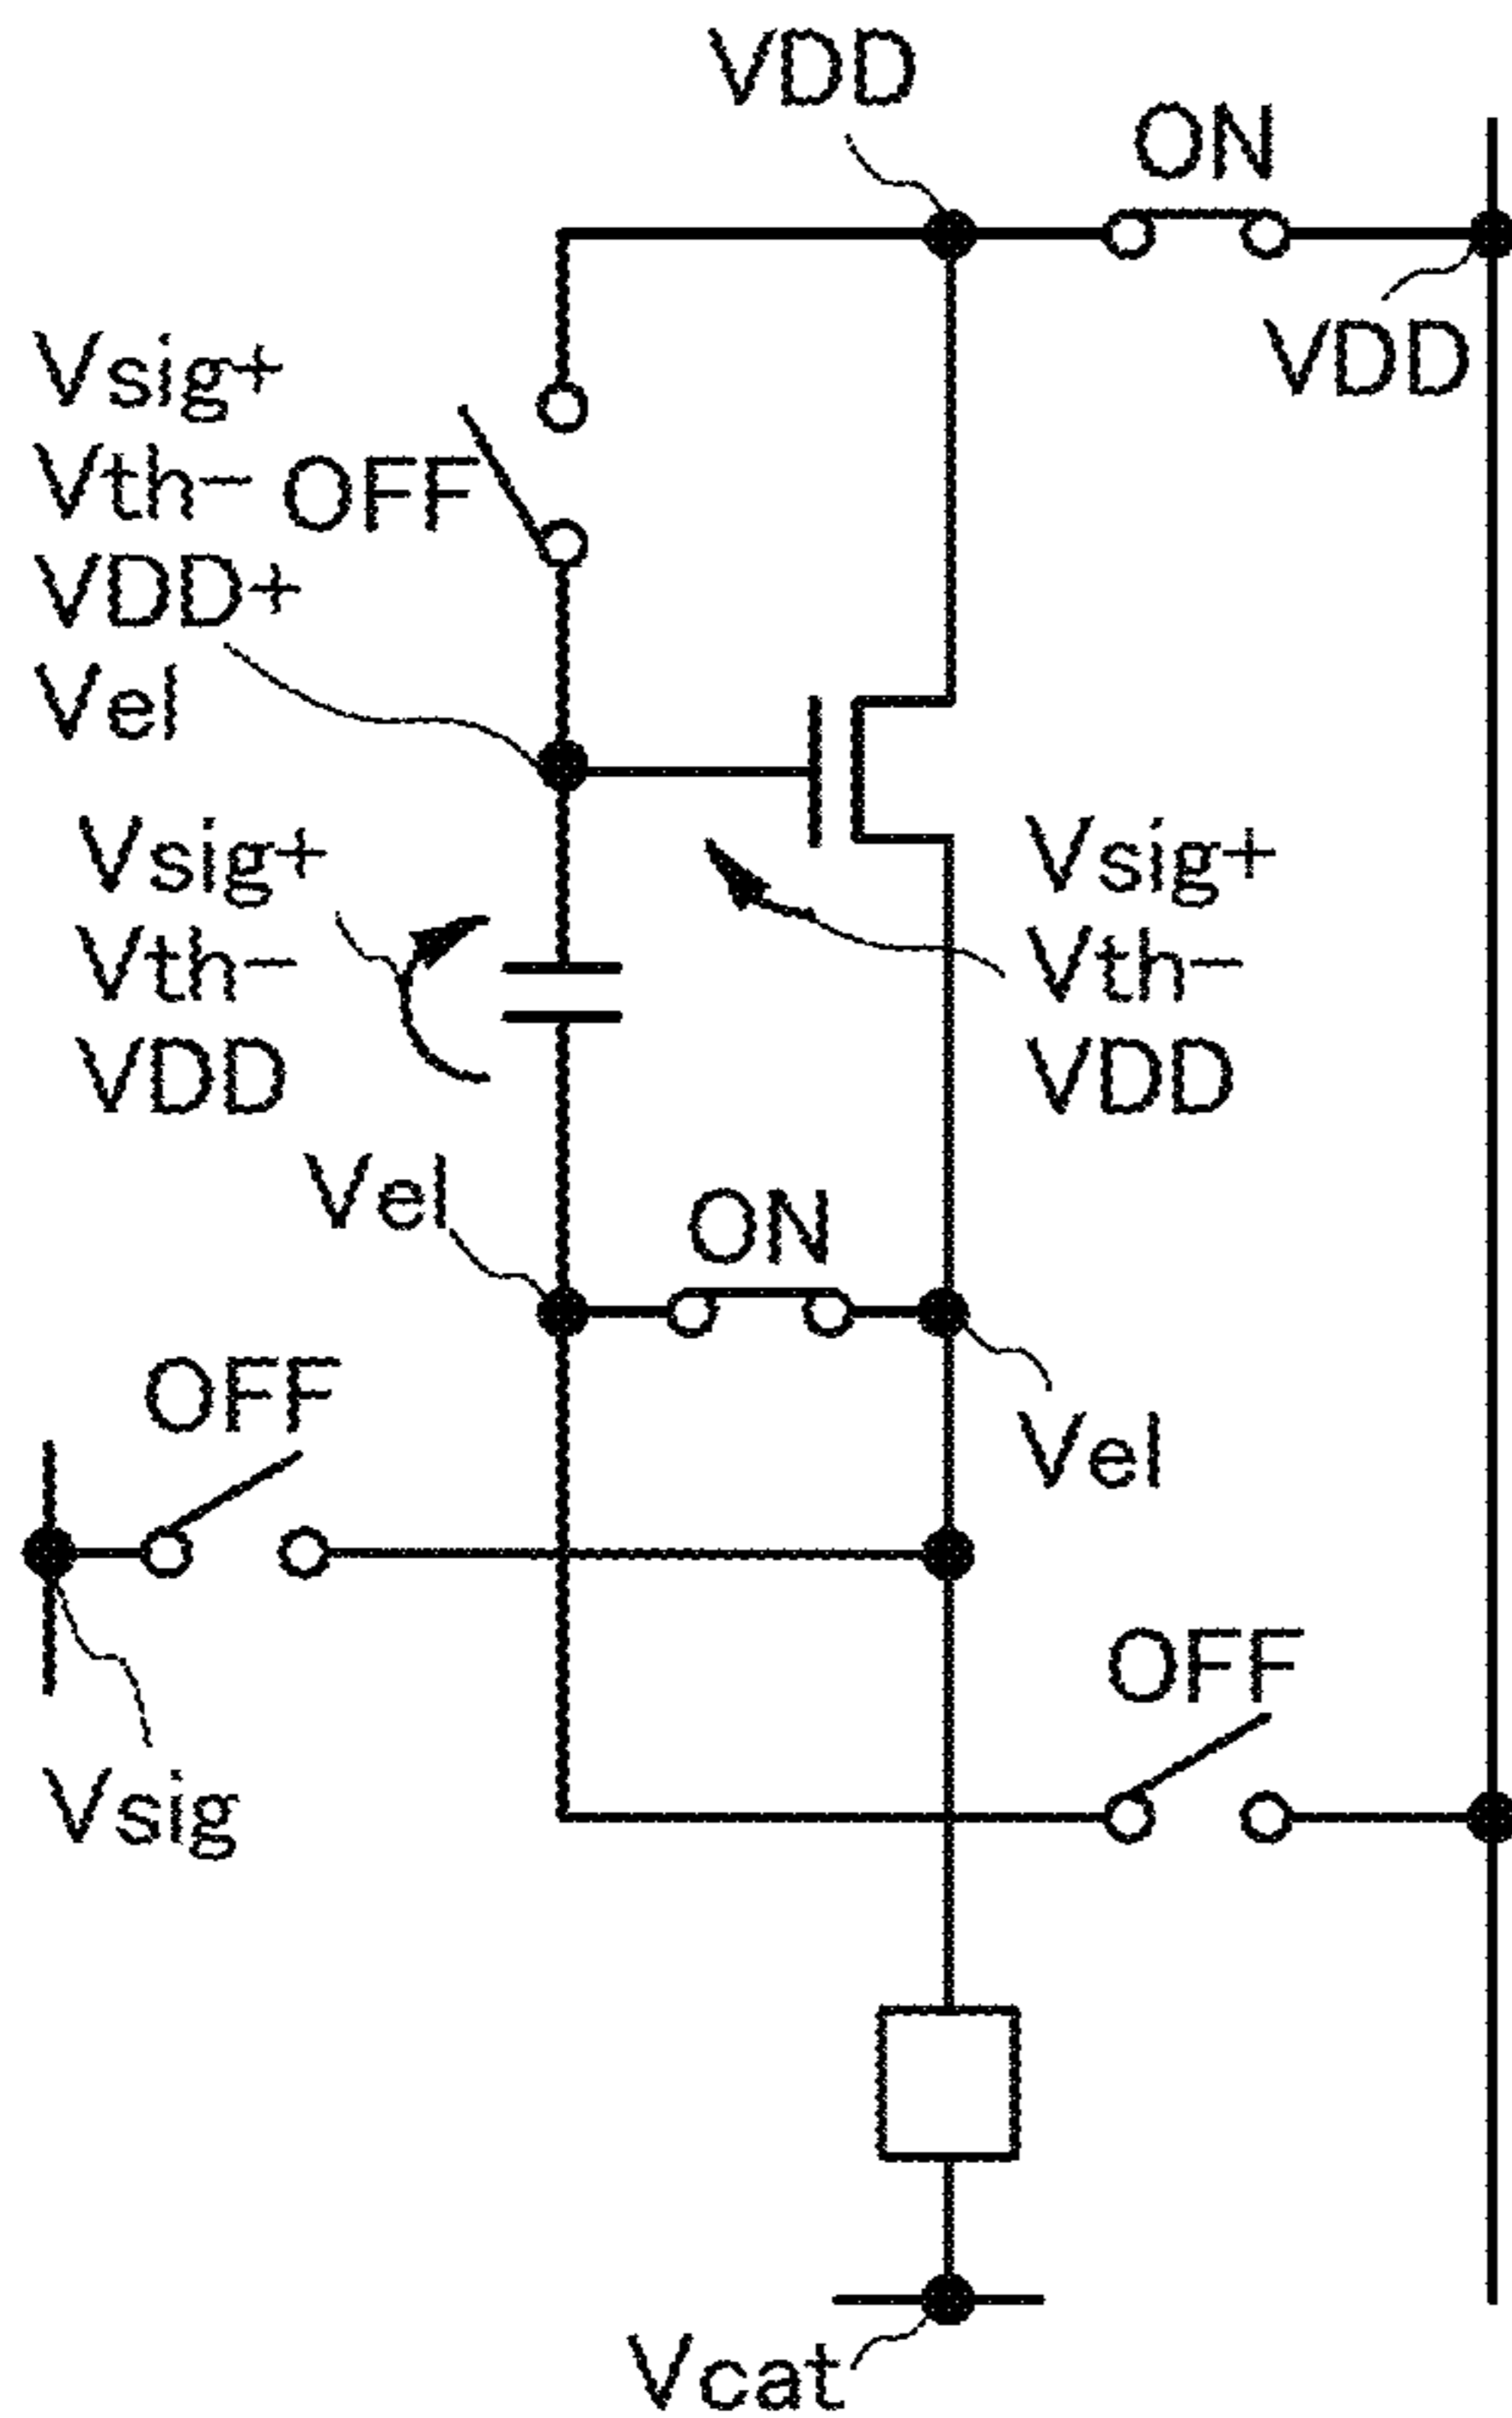 VDD
ON
VDD
Vsig+
Vth−
VDD+
Vel
OFF
Vsig+
Vth−
VDD
Vsig+
Vth−
VDD
Vel
ON
Vel
OFF
Vsig
OFF
Vcat